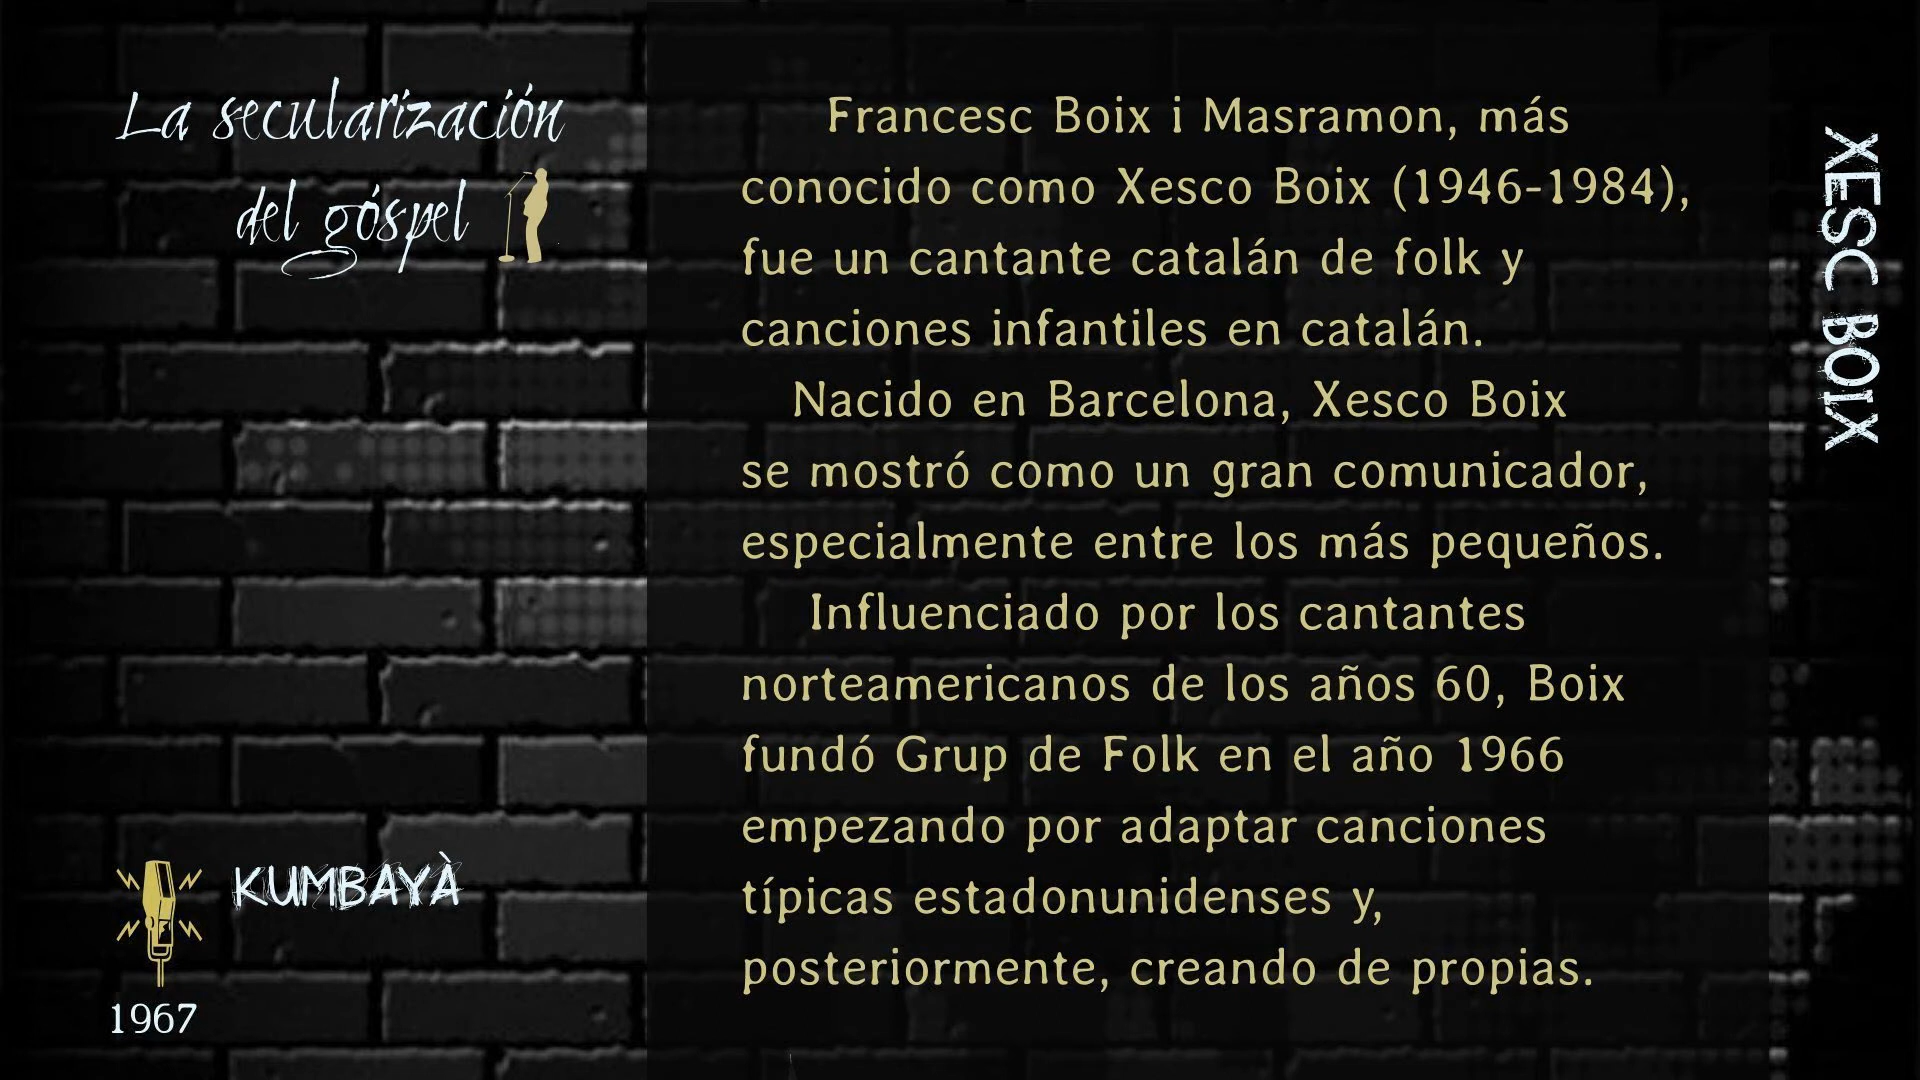 La secularización
del góspel
Francesc Boix i Masramon, más
conocido como Xesco Boix (1946-1984),
fue un cantante catalán de folk y
canciones infantiles en catalán.
Nacido en Barcelona, Xesco Boix
se mostró como un gran comunicador,
especialmente entre los más pequeños.
Influenciado por los cantantes
norteamericanos de los años 60, Boix
fundó Grup de Folk en el año 1966
empezando por adaptar canciones
típicas estadonunidenses y,
posteriormente, creando de propias.
XESC BOIX
KUMBAYÀ
1967